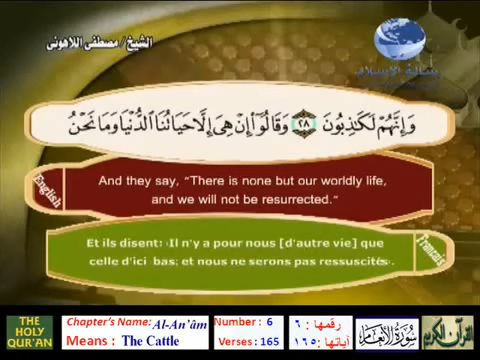 الشيخ/ مصطفى اللاهونى
رسالة الإسلام
وَإِنَّهُمْ لَكَٰذِبُونَ ٢٨ وَقَالُوٓا۟ إِنْ هِىَ إِلَّا حَيَاتُنَا ٱلدُّنْيَا وَمَا نَحْنُ
English
And they say, “There is none but our worldly life,
and we will not be resurrected.”
Francais
Et ils disent: ‹Il n'y a pour nous [d'autre vie] que
celle d'ici bas; et nous ne serons pas ressuscités›.
THE HOLY QUR'AN
Chapter's Name: Al-An'âm
Means : The Cattle
Number : 6
Verses : 165
رقمها : ٦
آياتها : ١٦٥
سورة الأنعام
القرآن الكريم